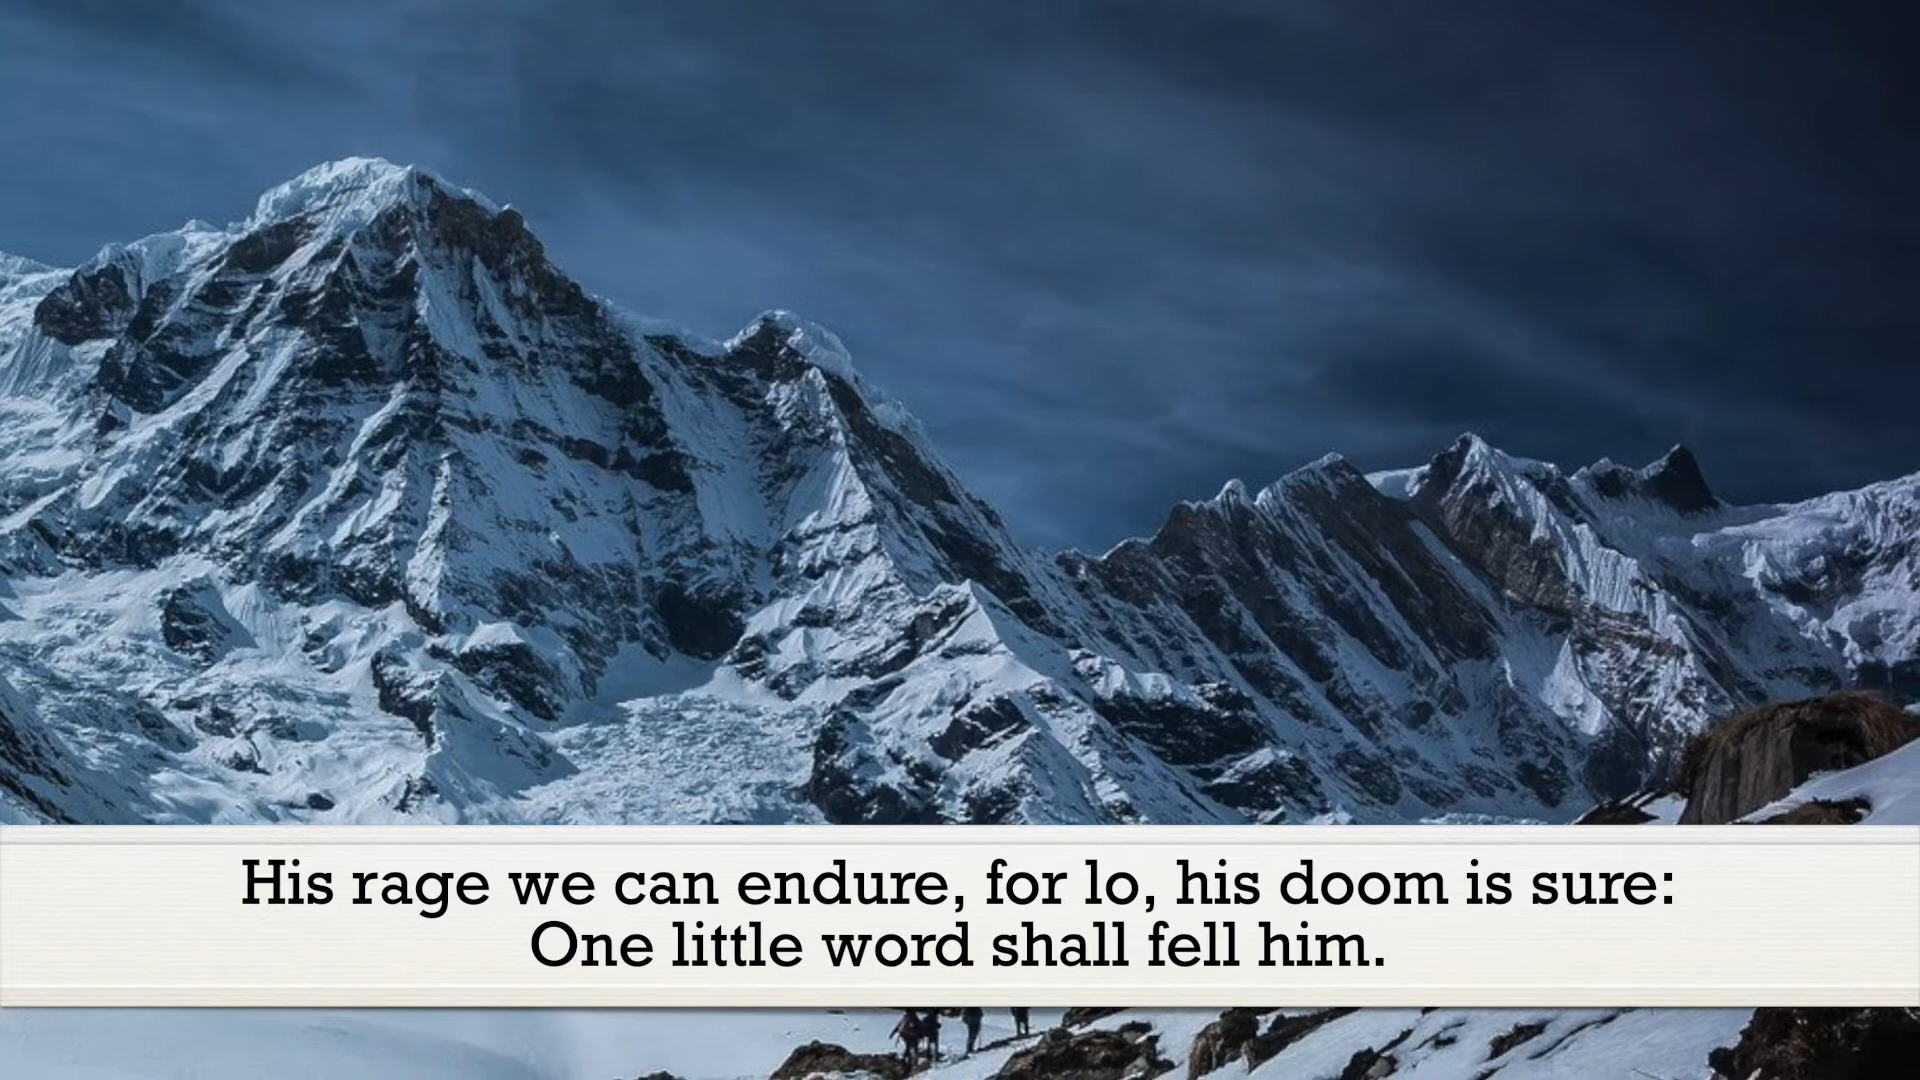 His rage we can endure, for lo, his doom is sure:
One little word shall fell him.